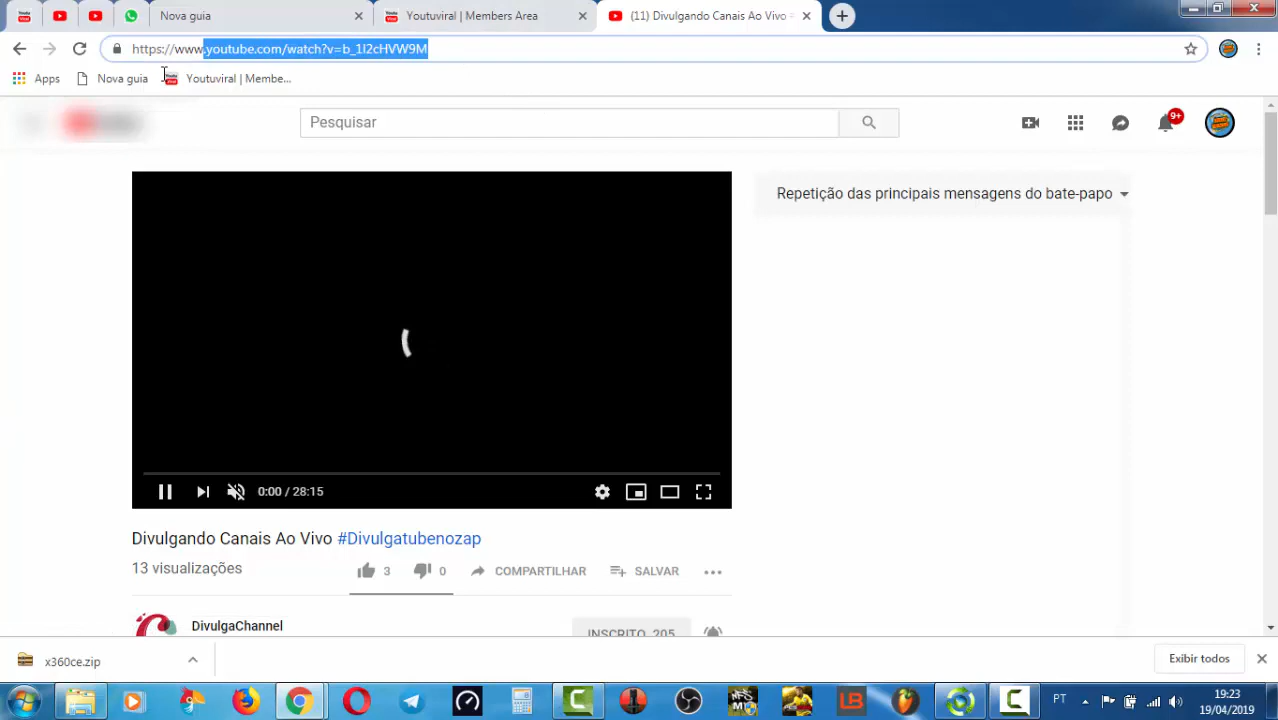 Nova guia
Youtuviral | Members Area
(11) Divulgando Canais Ao Vivo
https://www.youtube.com/watch?v=b_1I2cHVW9M
Apps
Nova guia
Youtuviral | Membe...
Pesquisar
9+
Repetição das principais mensagens do bate-papo
0:00 / 28:15
Divulgando Canais Ao Vivo #Divulgatubenozap
13 visualizações
3
0
COMPARTILHAR
SALVAR
DivulgaChannel
INSCRITO 205
x360ce.zip
Exibir todos
PT
19:23
19/04/2019